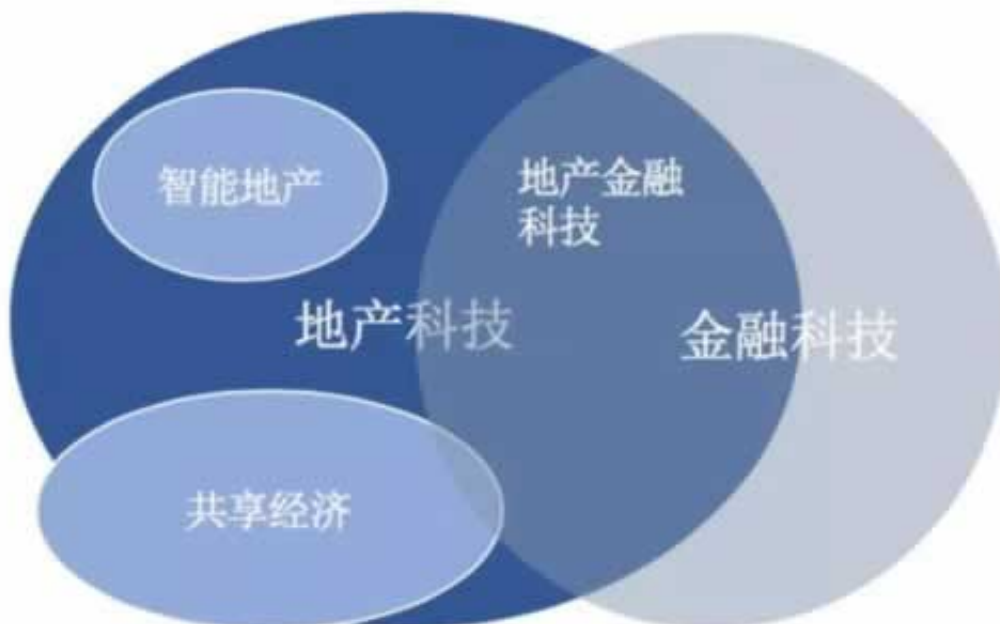 智能地产
地产金融
科技
地产科技
金融科技
共享经济